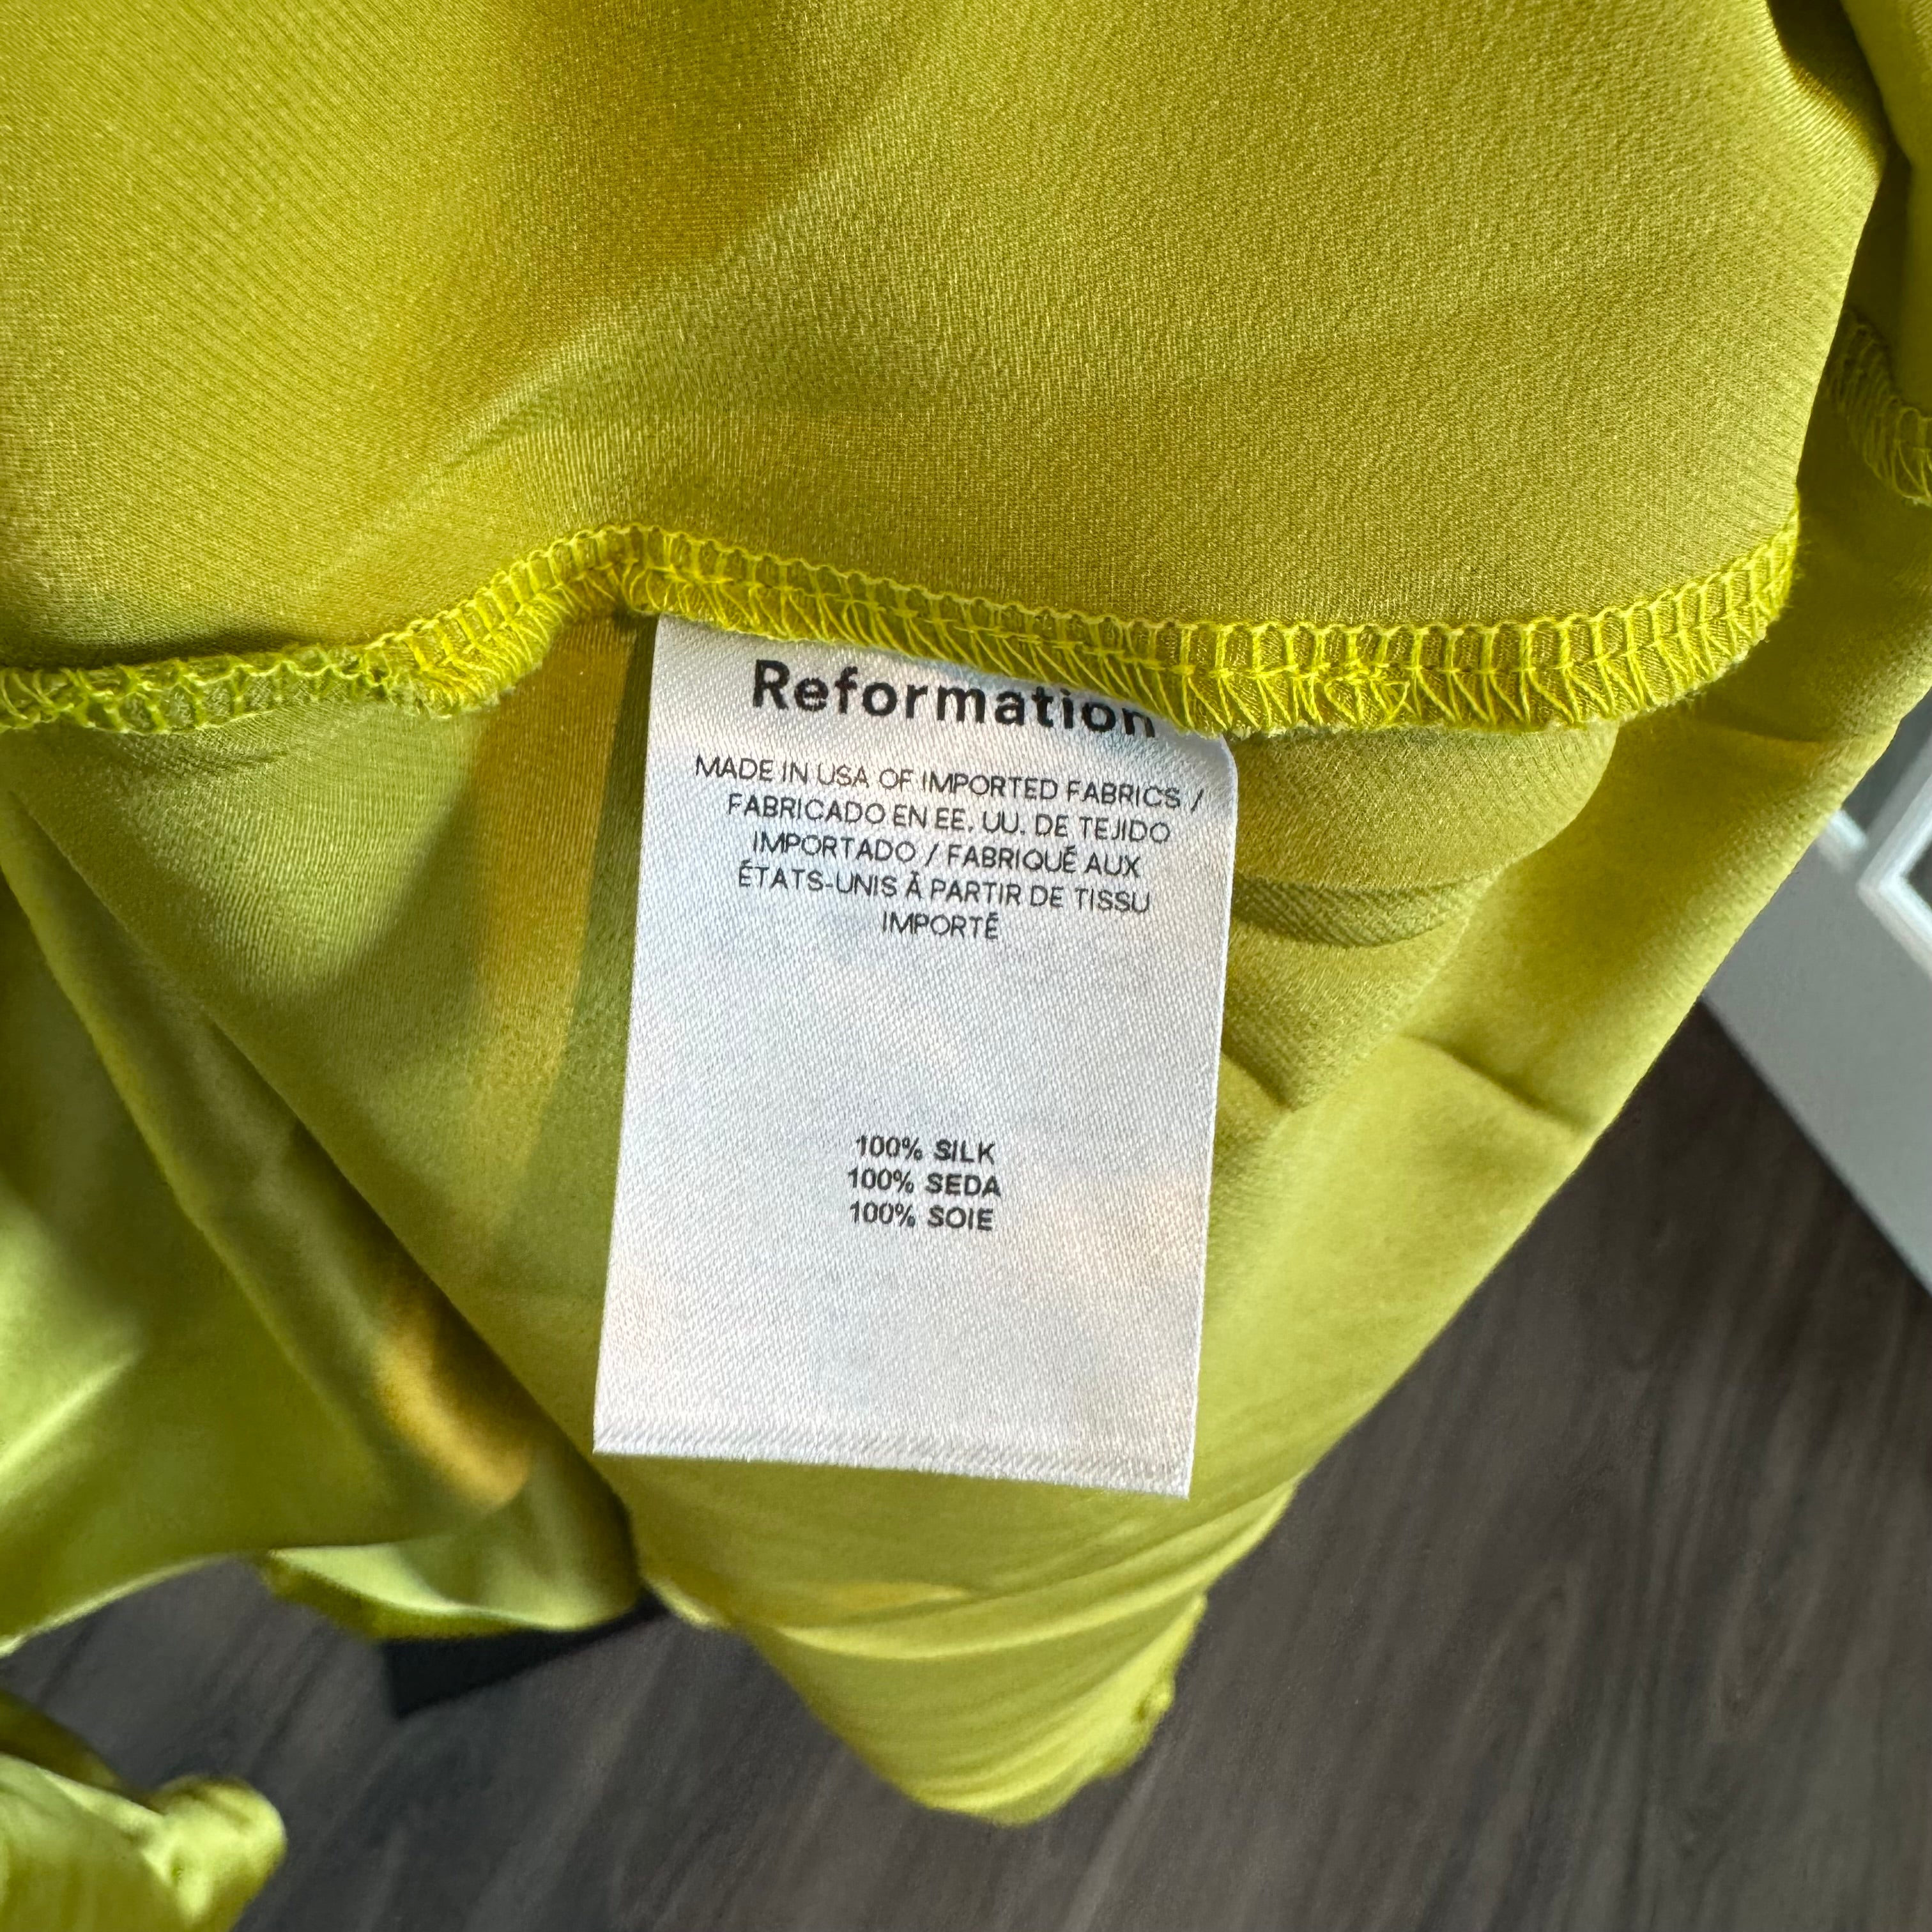 Reformation
MADE IN USA OF IMPORTED FABRICS /
FABRICADO EN EE. UU. DE TEJIDO
IMPORTADO / FABRIQUÉ AUX
ÉTATS-UNIS À PARTIR DE TISSU
IMPORTÉ
100% SILK
100% SEDA
100% SOIE